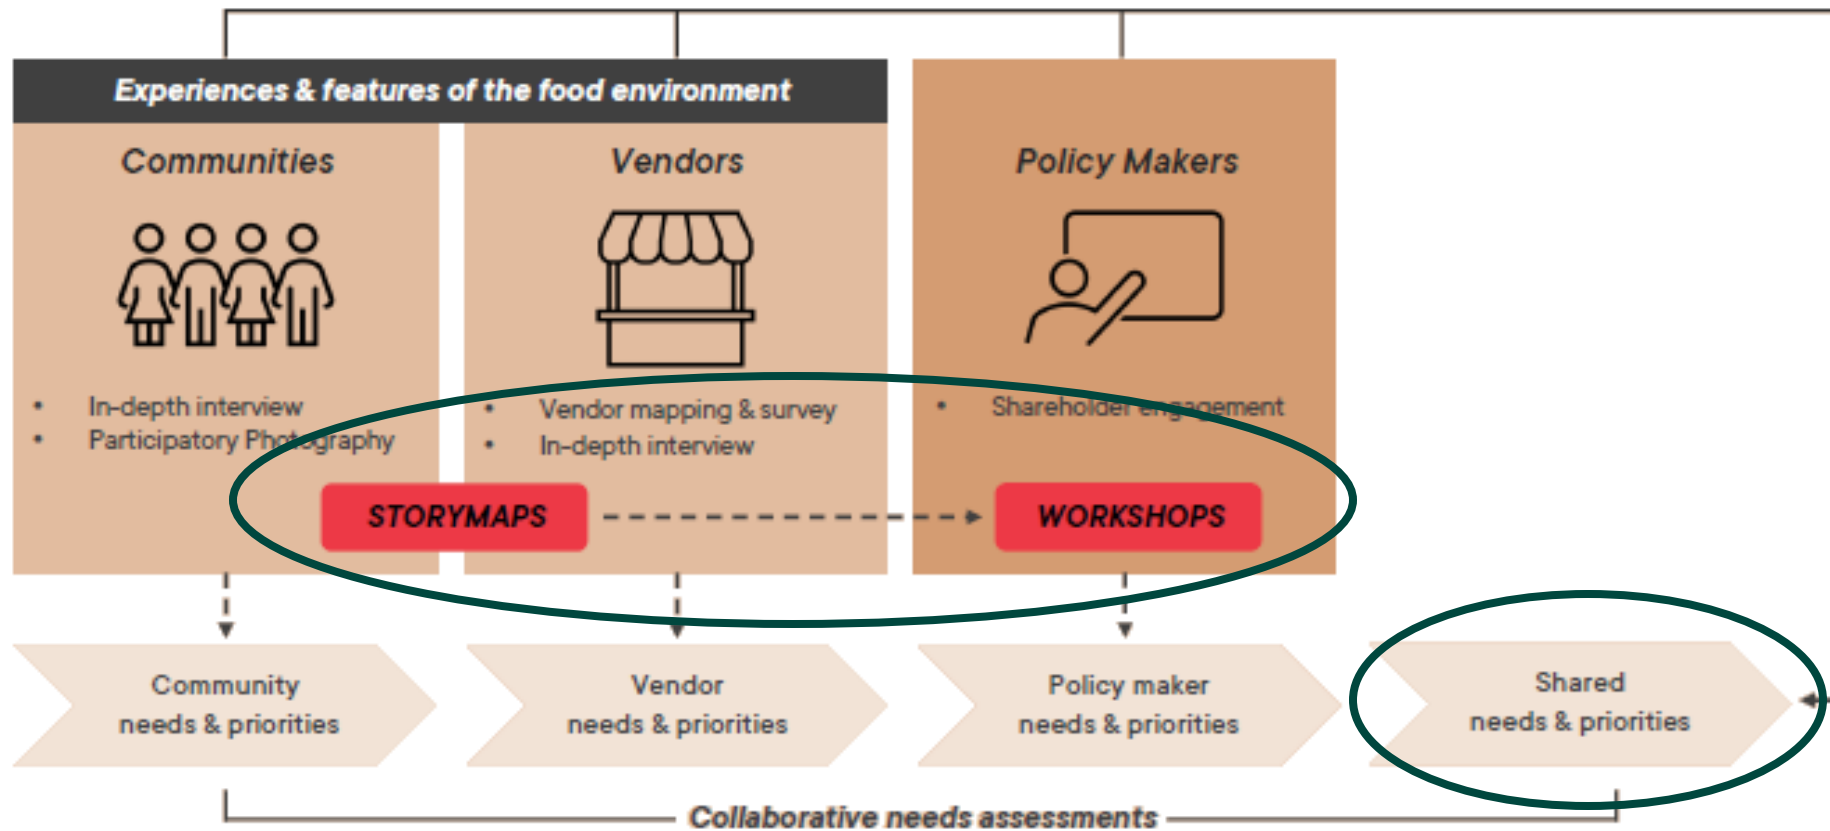 Experiences & features of the food environment
Communities
• In-depth interview
• Participatory Photography
Vendors
• Vendor mapping & survey
• In-depth interview
Policy Makers
• Shareholder engagement
STORYMAPS
WORKSHOPS
Community
needs & priorities
Vendor
needs & priorities
Policy maker
needs & priorities
Shared
needs & priorities
Collaborative needs assessments